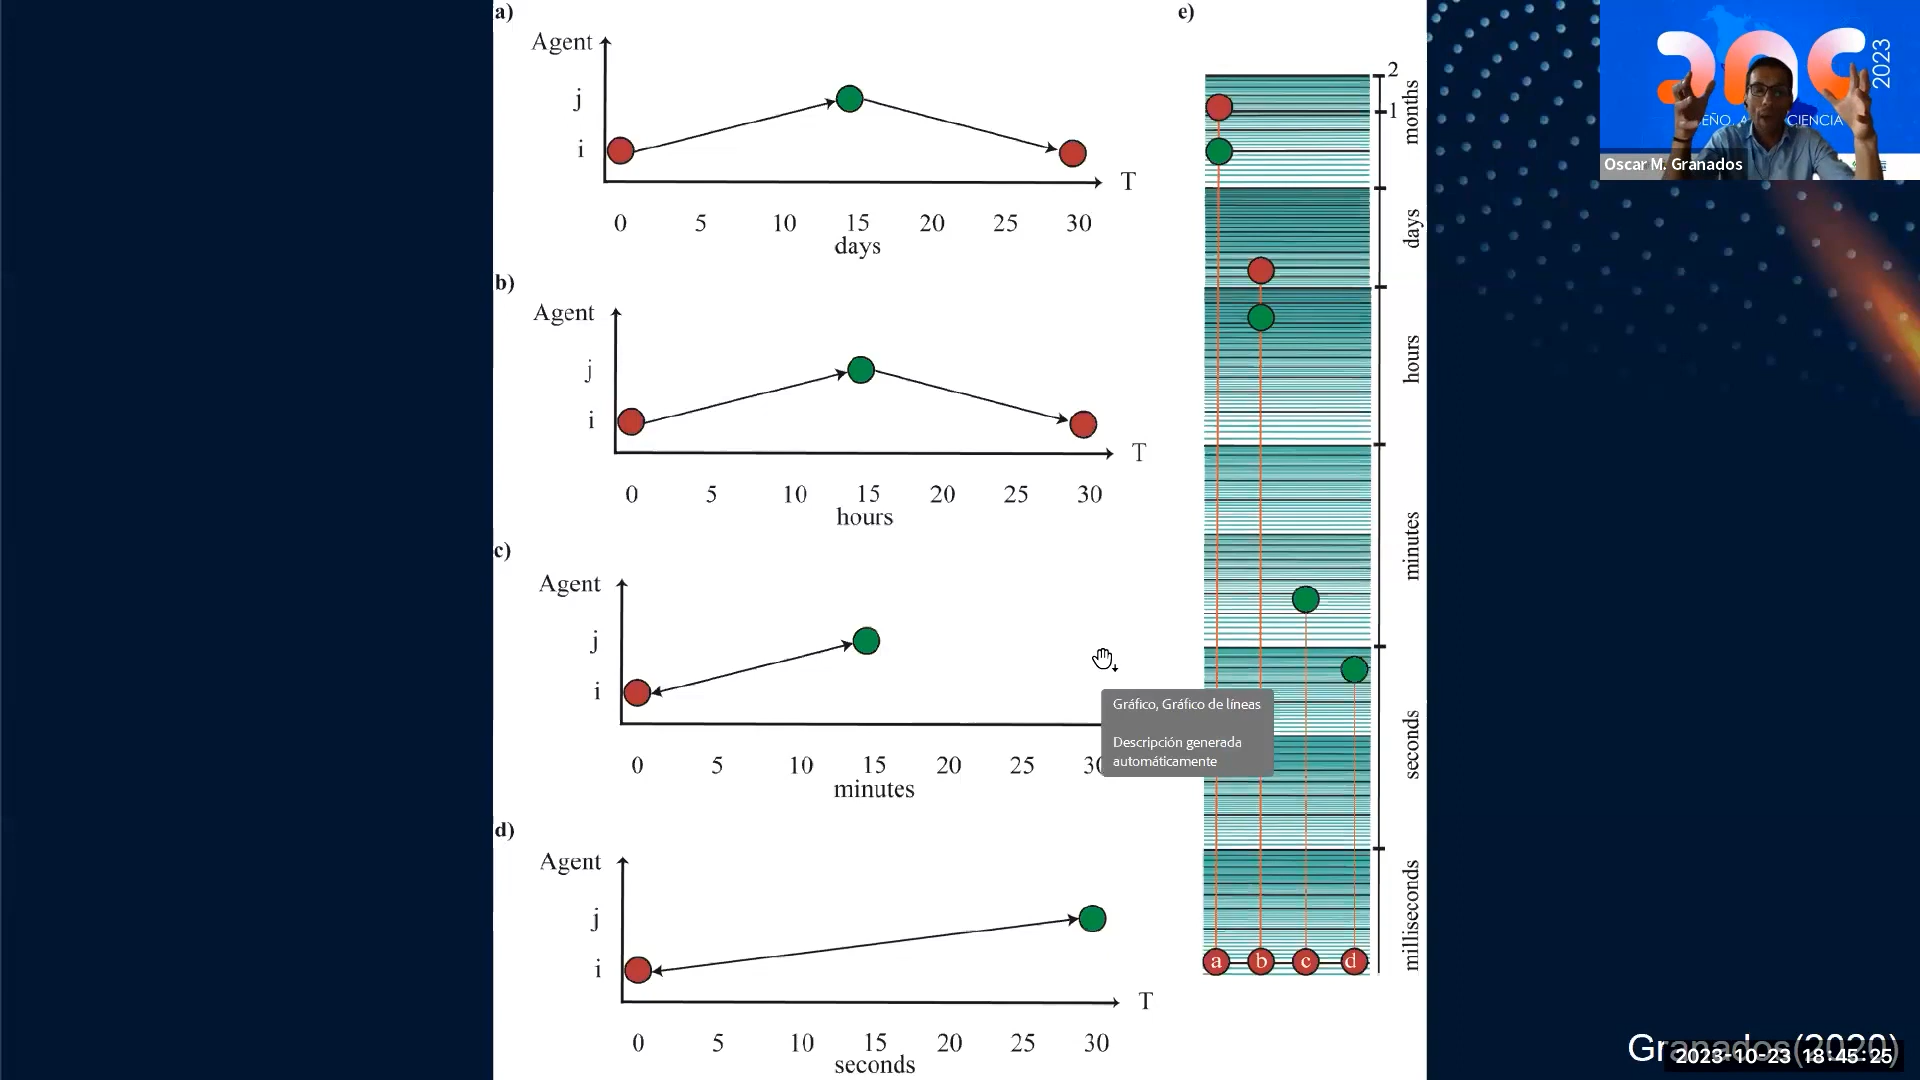 a)
Agent
j
i
T
0 5 10 15 20 25 30
days
b)
Agent
j
i
T
0 5 10 15 20 25 30
hours
c)
Agent
j
i
0 5 10 15 20 25 30
minutes
d)
Agent
j
i
T
0 5 10 15 20 25 30
seconds
e)
2
1
months
days
hours
minutes
seconds
milliseconds
a b c d
Gráfico, Gráfico de líneas
Descripción generada
automáticamente
2023
CIENCIA
Oscar M. Granados
Granados(2020)
2023-10-23 18:45:25